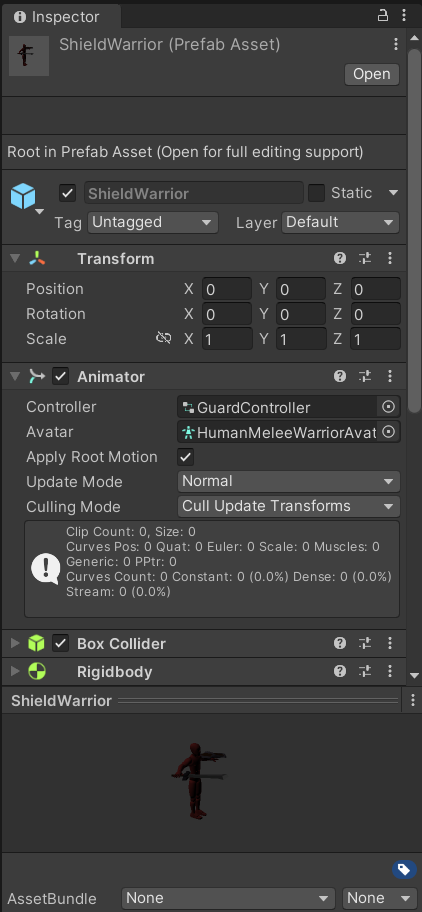 Inspector
ShieldWarrior (Prefab Asset)
Open
Root in Prefab Asset (Open for full editing support)
ShieldWarrior Static
Tag Untagged Layer Default
Transform
Position X 0 Y 0 Z 0
Rotation X 0 Y 0 Z 0
Scale X 1 Y 1 Z 1
Animator
Controller GuardController
Avatar HumanMeleeWarriorAvat
Apply Root Motion
Update Mode Normal
Culling Mode Cull Update Transforms
Clip Count: 0, Size: 0
Curves Pos: 0 Quat: 0 Euler: 0 Scale: 0 Muscles: 0
Generic: 0 PPtr: 0
Curves Count: 0 Constant: 0 (0.0%) Dense: 0 (0.0%)
Stream: 0 (0.0%)
Box Collider
Rigidbody
ShieldWarrior
AssetBundle None None